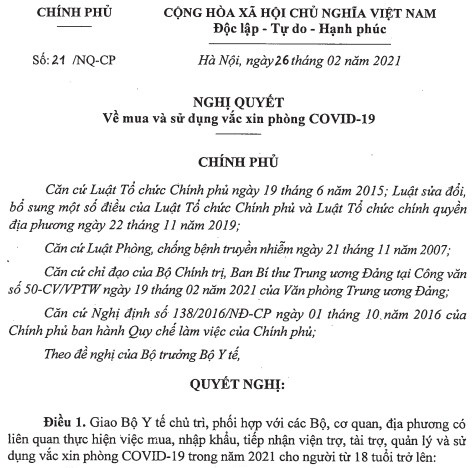 CHÍNH PHỦ
CỘNG HÒA XÃ HỘI CHỦ NGHĨA VIỆT NAM
Độc lập - Tự do - Hạnh phúc
Số: 21 /NQ-CP
Hà Nội, ngày 26 tháng 02 năm 2021
NGHỊ QUYẾT
Về mua và sử dụng vắc xin phòng COVID-19
CHÍNH PHỦ
Căn cứ Luật Tổ chức Chính phủ ngày 19 tháng 6 năm 2015; Luật sửa đổi,
bổ sung một số điều của Luật Tổ chức Chính phủ và Luật Tổ chức chính quyền
địa phương ngày 22 tháng 11 năm 2019;
Căn cứ Luật Phòng, chống bệnh truyền nhiễm ngày 21 tháng 11 năm 2007;
Căn cứ chỉ đạo của Bộ Chính trị, Ban Bí thư Trung ương Đảng tại Công văn
số 50-CV/VPTW ngày 19 tháng 02 năm 2021 của Văn phòng Trung ương Đảng;
Căn cứ Nghị định số 138/2016/NĐ-CP ngày 01 tháng 10 năm 2016 của
Chính phủ ban hành Quy chế làm việc của Chính phủ;
Theo đề nghị của Bộ trưởng Bộ Y tế,
QUYẾT NGHỊ:
Điều 1. Giao Bộ Y tế chủ trì, phối hợp với các Bộ, cơ quan, địa phương có
liên quan thực hiện việc mua, nhập khẩu, tiếp nhận viện trợ, tài trợ, quản lý và sử
dụng vắc xin phòng COVID-19 trong năm 2021 cho người từ 18 tuổi trở lên: